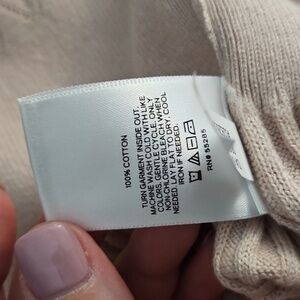 100% COTTON
TURN GARMENT INSIDE OUT.
MACHINE WASH COLD WITH LIKE
COLORS, GENTLE CYCLE. ONLY
NON-CHLORINE BLEACH WHEN
NEEDED. LAY FLAT TO DRY. COOL
IRON IF NEEDED.
RN# 55285